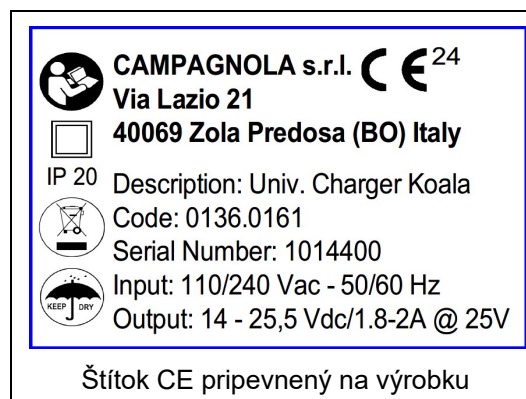 CAMPAGNOLA s.r.l. CE 24
Via Lazio 21
40069 Zola Predosa (BO) Italy
IP 20
Description: Univ. Charger Koala
Code: 0136.0161
Serial Number: 1014400
Input: 110/240 Vac - 50/60 Hz
KEEP DRY
Output: 14 - 25,5 Vdc/1.8-2A @ 25V
Štítok CE pripevnený na výrobku